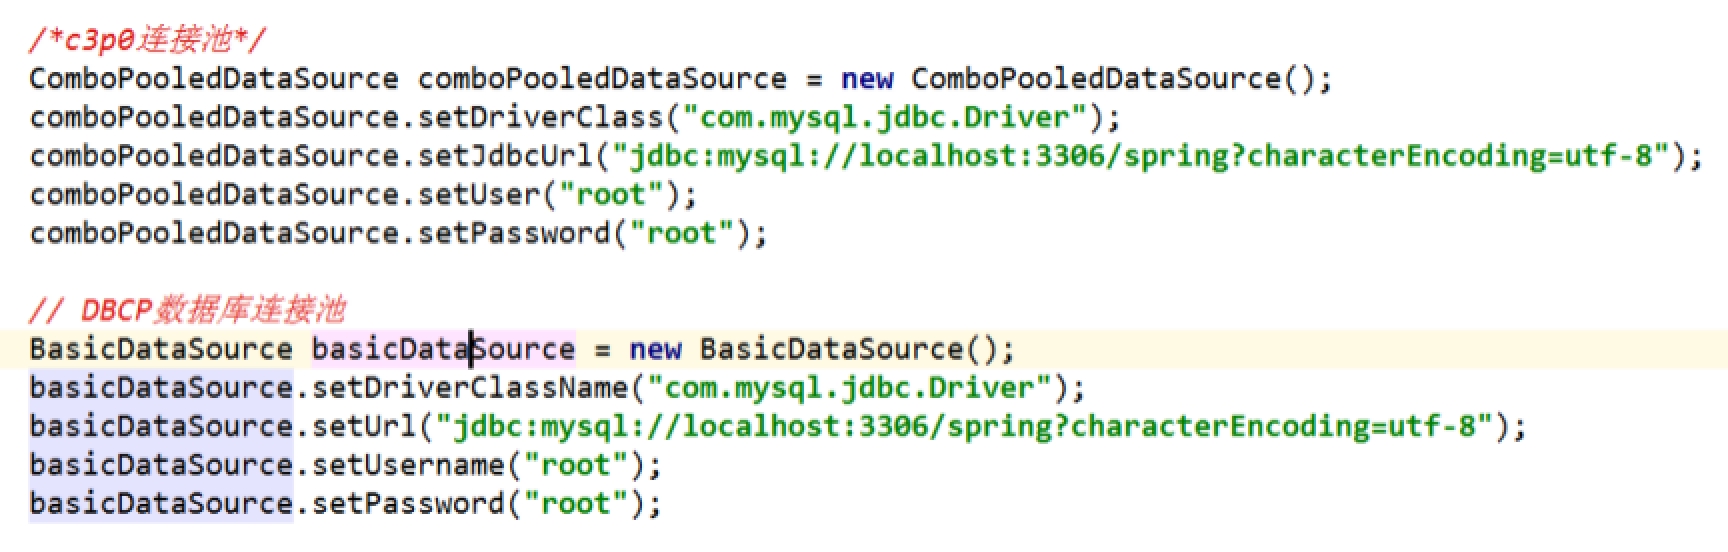 /*c3p0连接池*/
ComboPooledDataSource comboPooledDataSource = new ComboPooledDataSource();
comboPooledDataSource.setDriverClass("com.mysql.jdbc.Driver");
comboPooledDataSource.setJdbcUrl("jdbc:mysql://localhost:3306/spring?characterEncoding=utf-8");
comboPooledDataSource.setUser("root");
comboPooledDataSource.setPassword("root");
// DBCP数据库连接池
BasicDataSource basicDataSource = new BasicDataSource();
basicDataSource.setDriverClassName("com.mysql.jdbc.Driver");
basicDataSource.setUrl("jdbc:mysql://localhost:3306/spring?characterEncoding=utf-8");
basicDataSource.setUsername("root");
basicDataSource.setPassword("root");